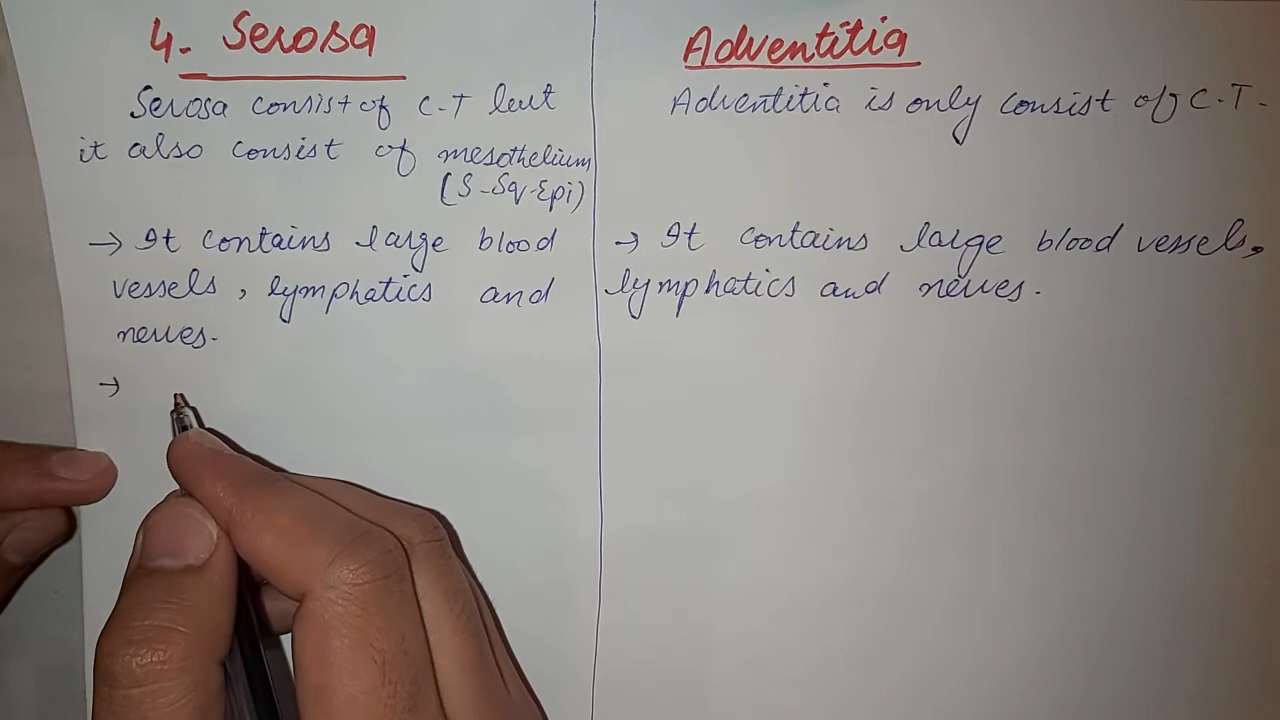 4. Serosa
Serosa consist of C.T but
it also consist of mesothelium
(S-Sq-Epi)
→ It contains large blood
vessels, lymphatics and
nerves.
→
Adventitia
Adventitia is only consist of C.T.
→ It contains large blood vessels,
lymphatics and nerves.